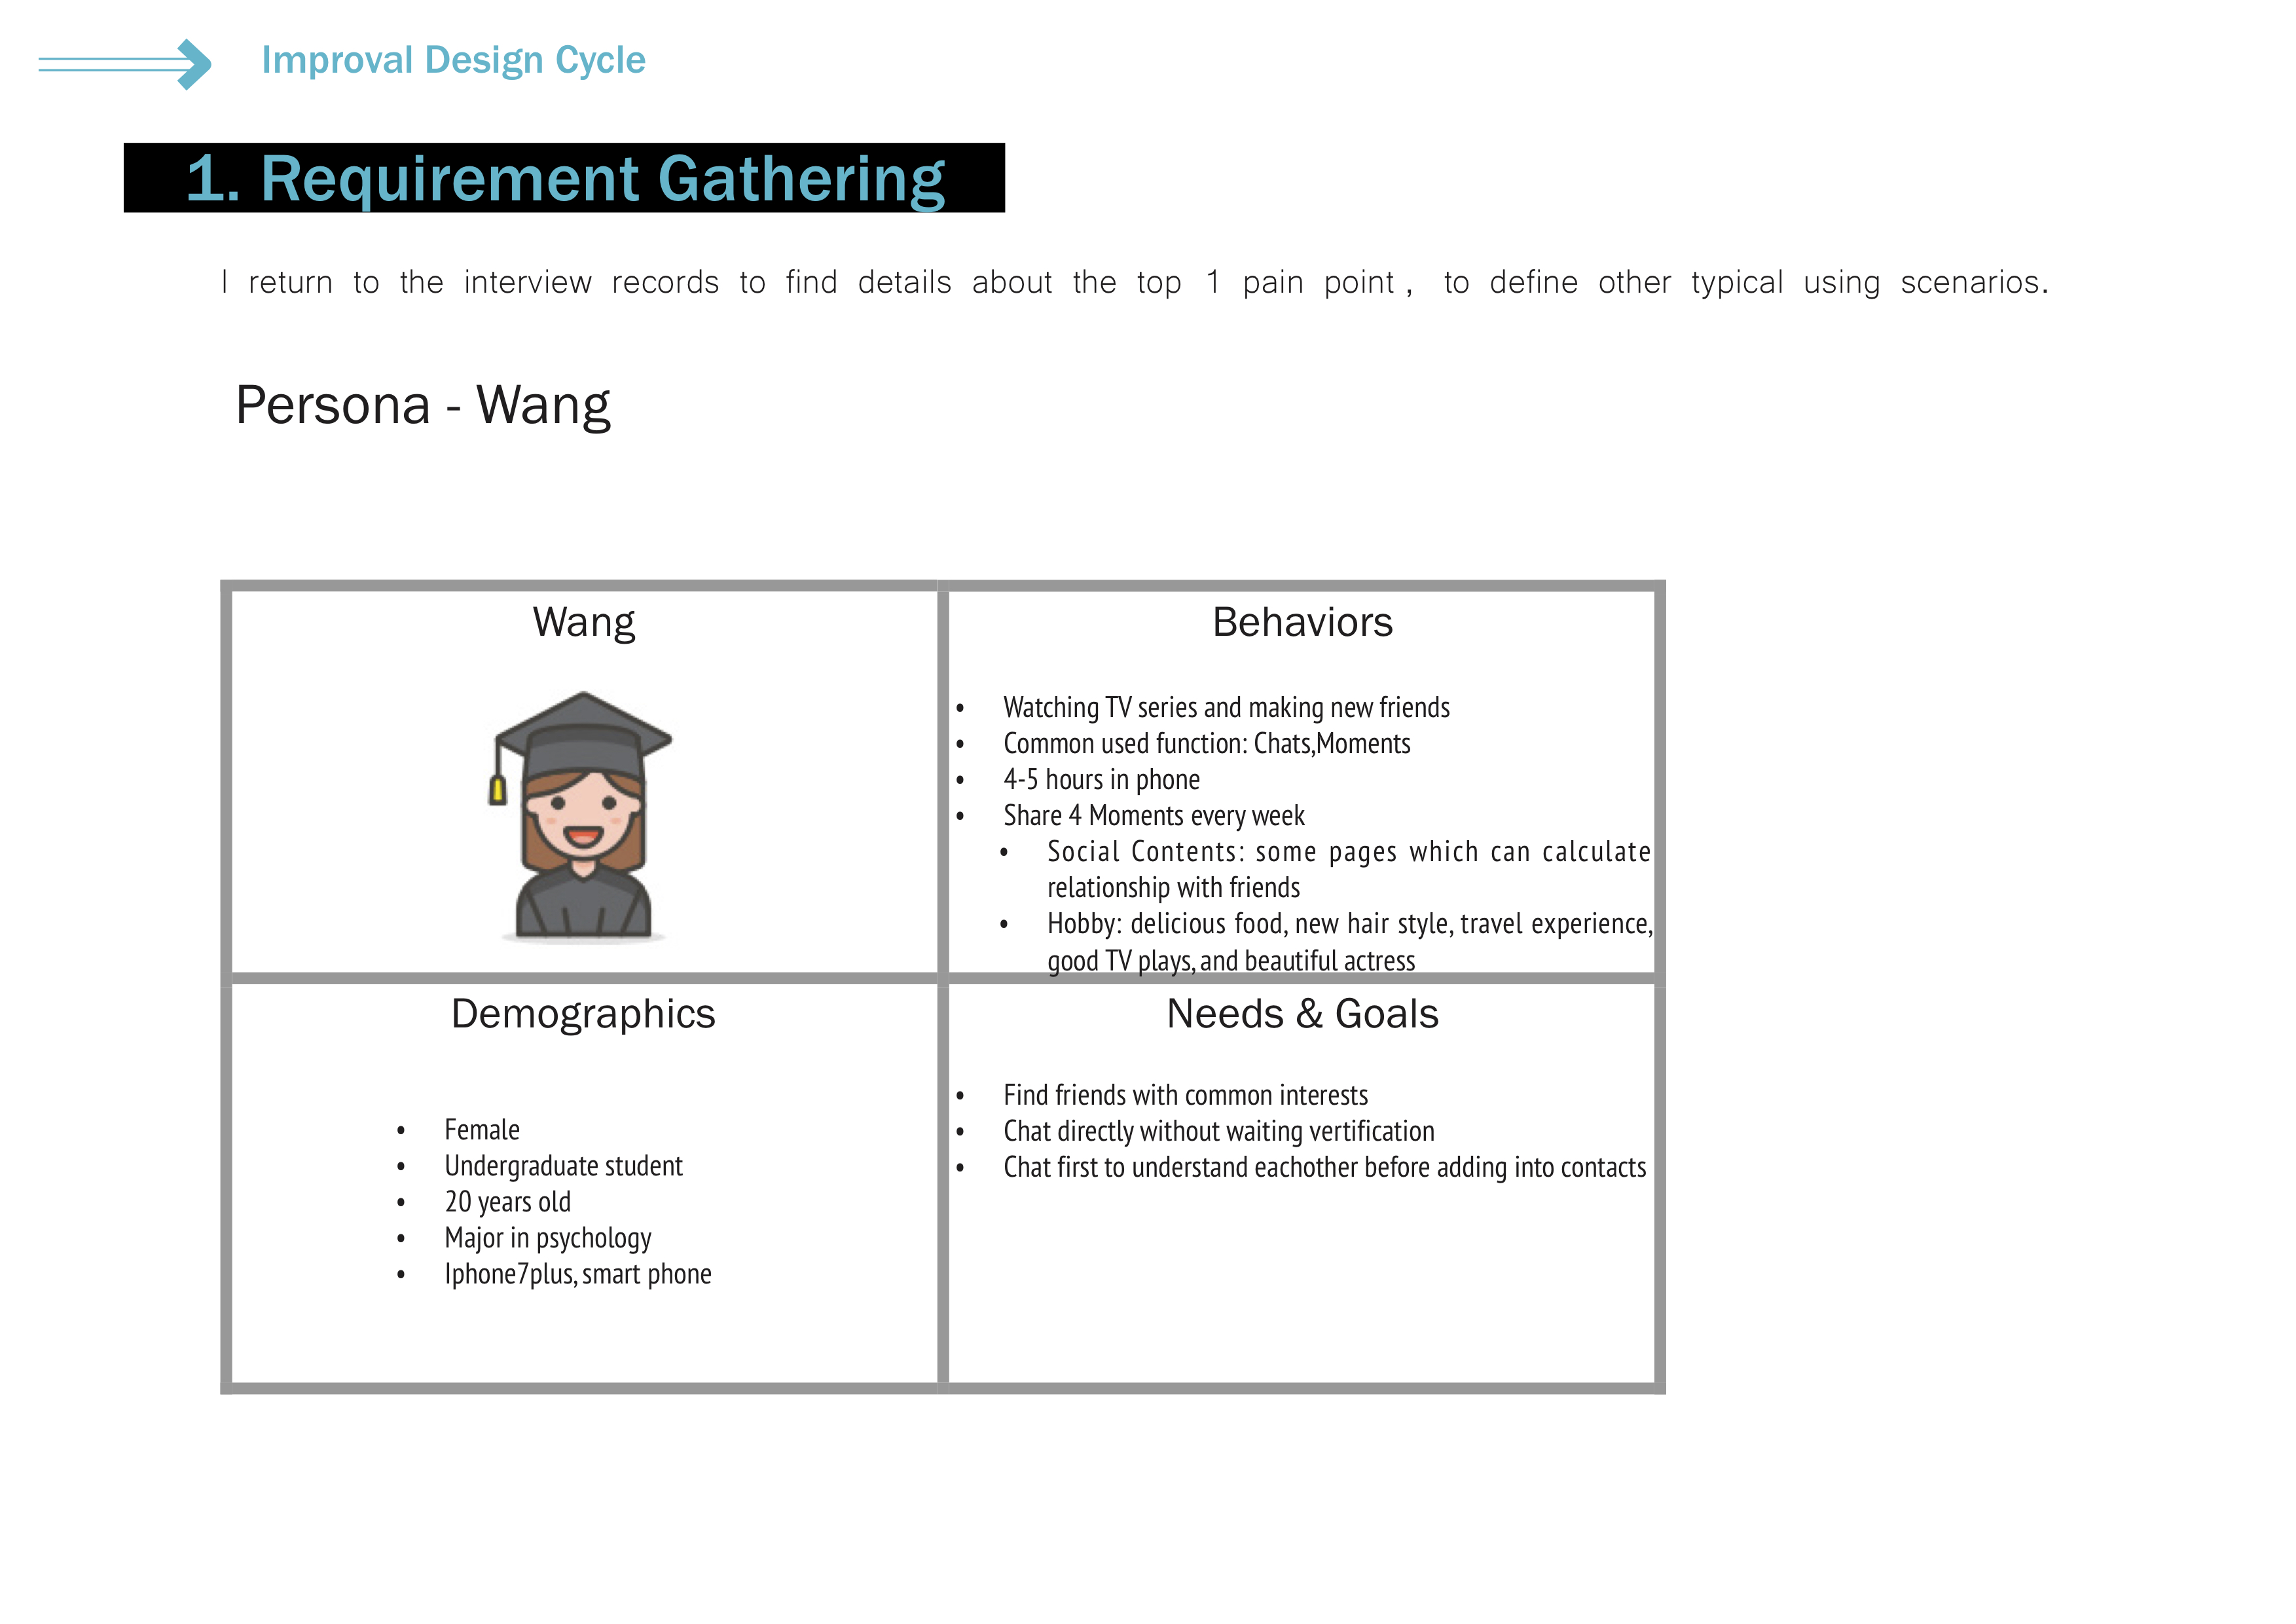 Improval Design Cycle
1. Requirement Gathering
I return to the interview records to find details about the top 1 pain point , to define other typical using scenarios.
Persona - Wang
Wang
Behaviors
• Watching TV series and making new friends
• Common used function: Chats,Moments
• 4-5 hours in phone
• Share 4 Moments every week
• Social Contents: some pages which can calculate
relationship with friends
• Hobby: delicious food, new hair style, travel experience,
good TV plays, and beautiful actress
Demographics
• Female
• Undergraduate student
• 20 years old
• Major in psychology
• Iphone7plus, smart phone
Needs & Goals
• Find friends with common interests
• Chat directly without waiting vertification
• Chat first to understand eachother before adding into contacts